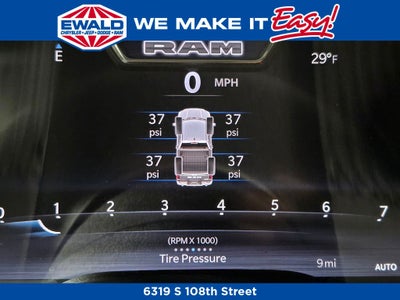 EWALD
CHRYSLER • JEEP • DODGE • RAM
WE MAKE IT Easy!
RAM
E
29°F
0 MPH
37 psi
37 psi
37 psi
37 psi
0 1 2 3 4 5 6 7
(RPM X 1000)
Tire Pressure
9 mi
AUTO
6319 S 108th Street